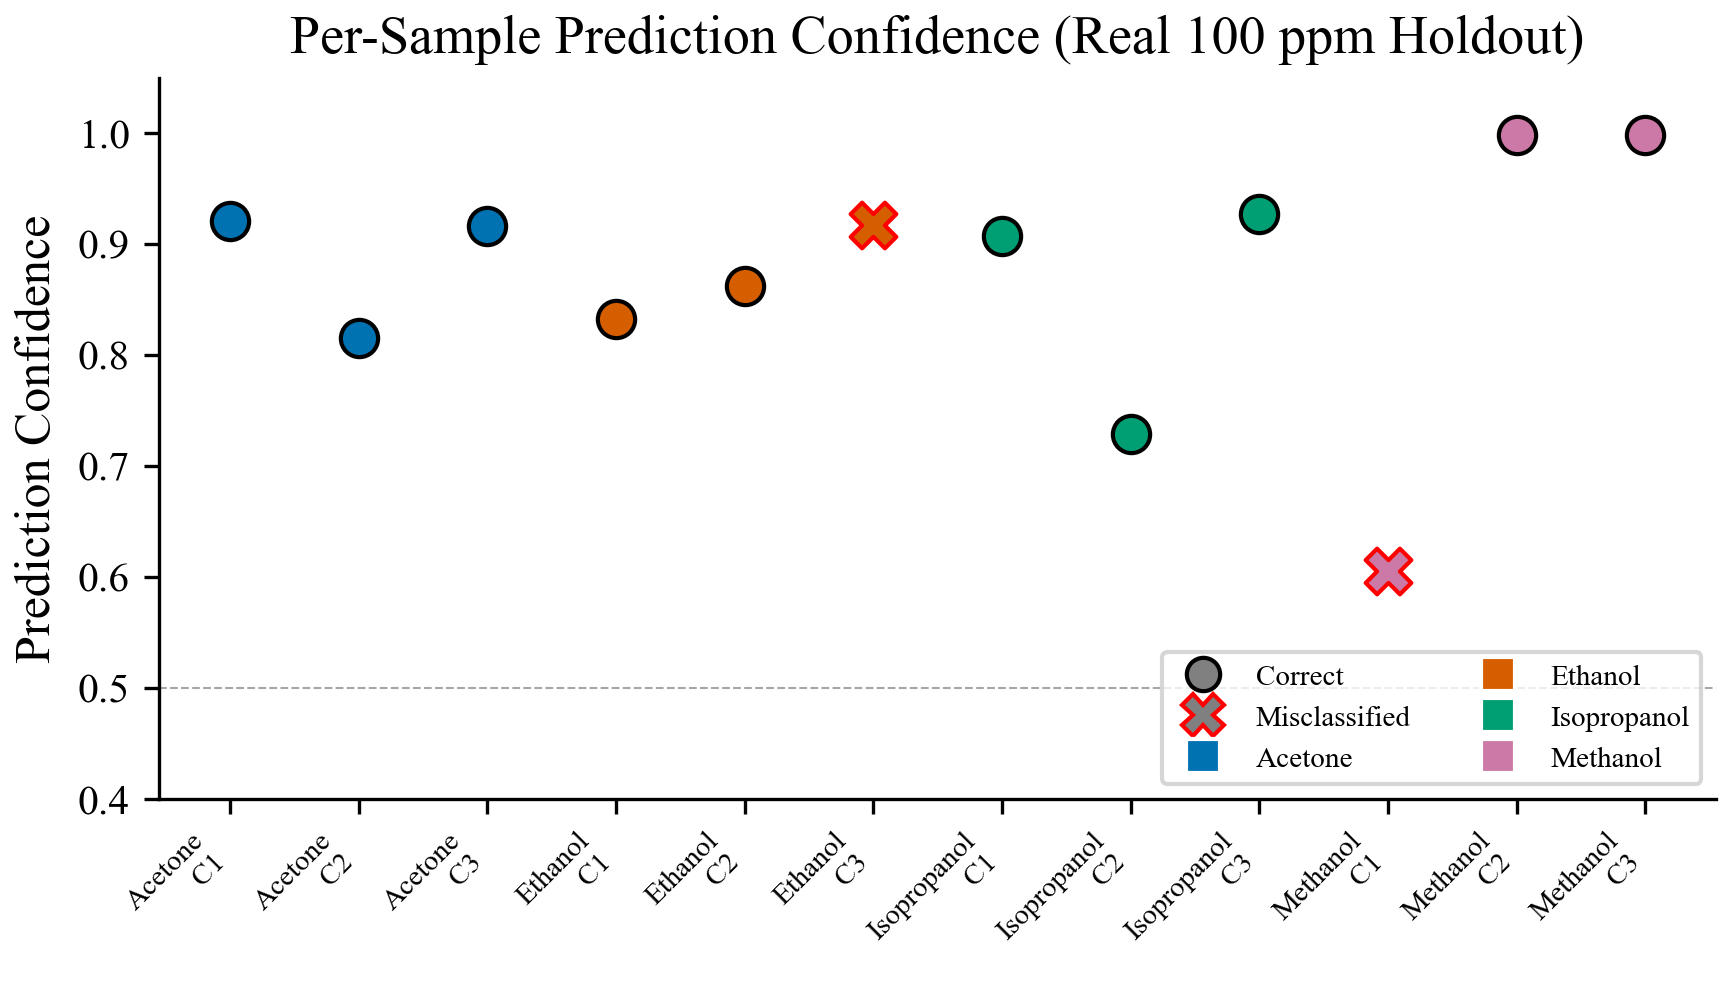 Per-Sample Prediction Confidence (Real 100 ppm Holdout)
Prediction Confidence
1.0
0.9
0.8
0.7
0.6
0.5
0.4
Correct
Misclassified
Acetone
Ethanol
Isopropanol
Methanol
Acetone
C1
Acetone
C2
Acetone
C3
Ethanol
C1
Ethanol
C2
Ethanol
C3
Isopropanol
C1
Isopropanol
C2
Isopropanol
C3
Methanol
C1
Methanol
C2
Methanol
C3